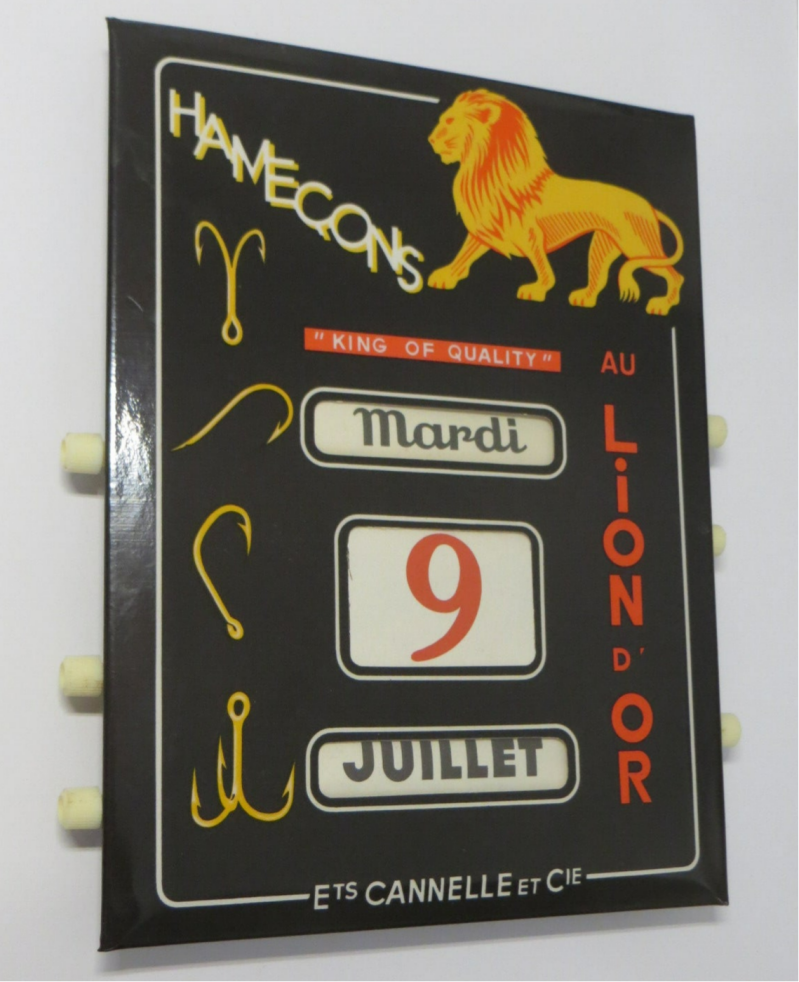 HAMEÇONS
"KING OF QUALITY"
AU
LiON
D'
OR
Mardi
9
JUILLET
ETS CANNELLE ET CIE